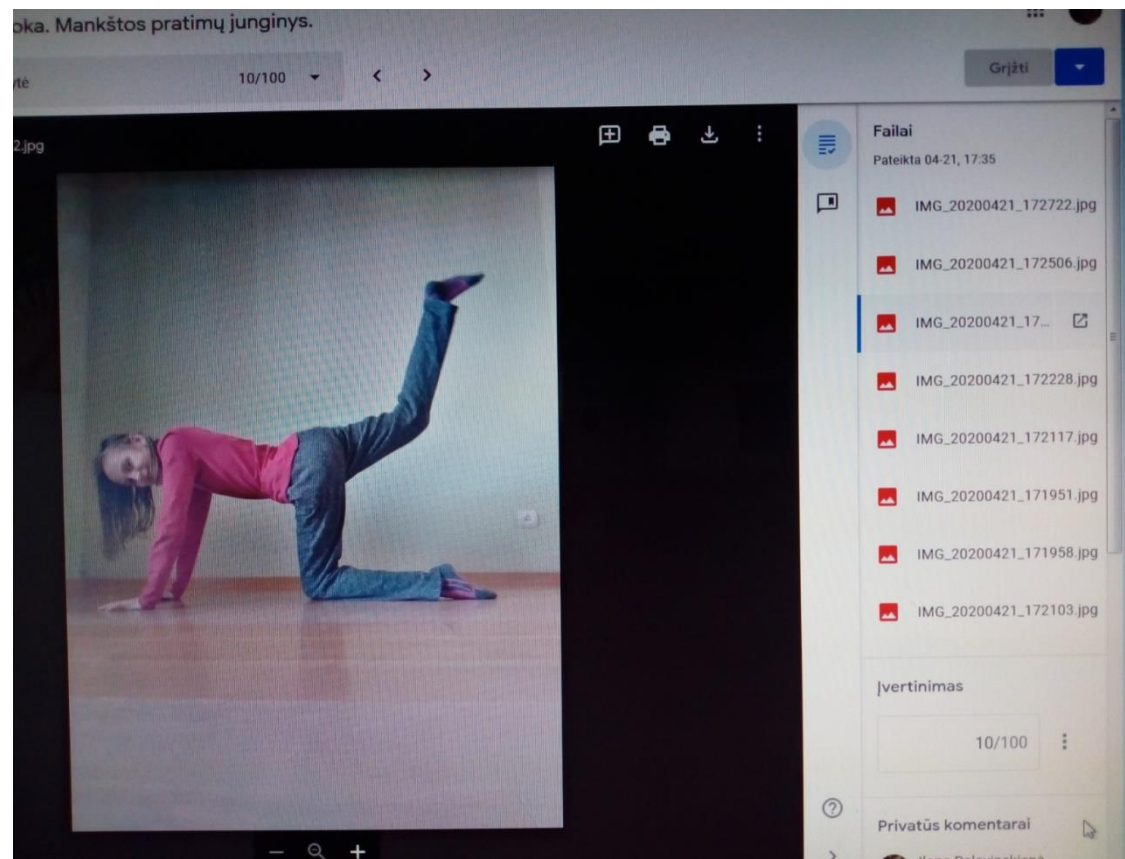 oka. Mankštos pratimų junginys.
ytė
10/100
Grįžti
2.jpg
Failai
Pateikta 04-21, 17:35
IMG_20200421_172722.jpg
IMG_20200421_172506.jpg
IMG_20200421_17...
IMG_20200421_172228.jpg
IMG_20200421_172117.jpg
IMG_20200421_171951.jpg
IMG_20200421_171958.jpg
IMG_20200421_172103.jpg
Įvertinimas
10/100
Privatūs komentarai